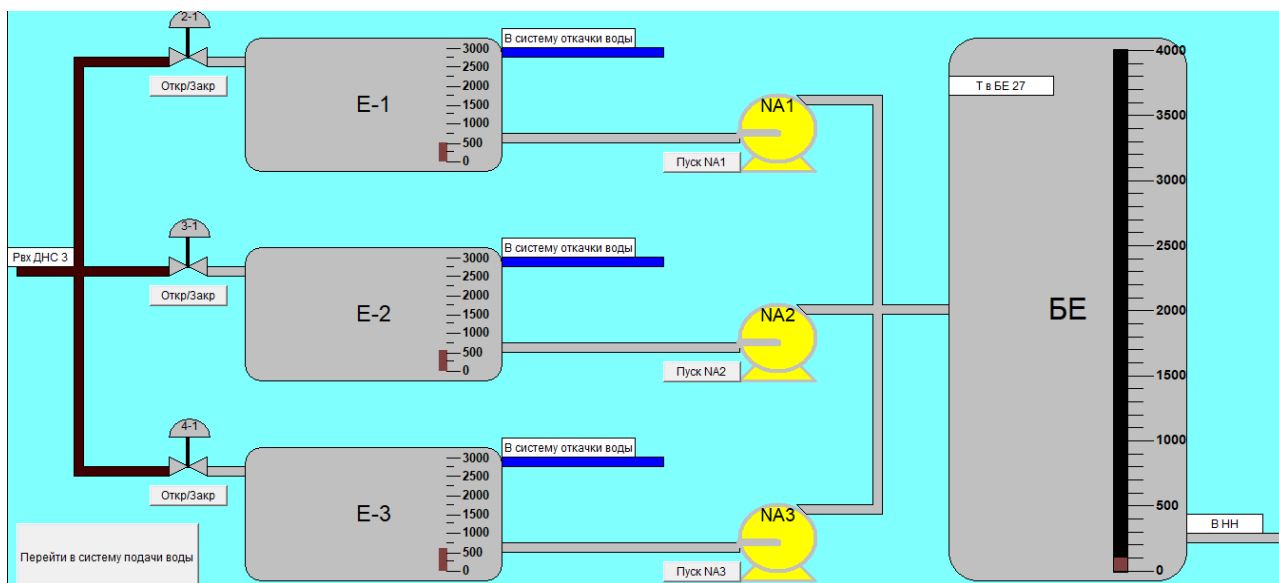 2-1
Откр/Закр
E-1
3000
2500
2000
1500
1000
500
0
В систему откачки воды
NA1
Пуск NA1
3-1
Рвх ДНС 3
Откр/Закр
E-2
3000
2500
2000
1500
1000
500
0
В систему откачки воды
NA2
Пуск NA2
4-1
Откр/Закр
E-3
3000
2500
2000
1500
1000
500
0
В систему откачки воды
NA3
Пуск NA3
Т в БЕ 27
БЕ
4000
3500
3000
2500
2000
1500
1000
500
0
В НН
Перейти в систему подачи воды